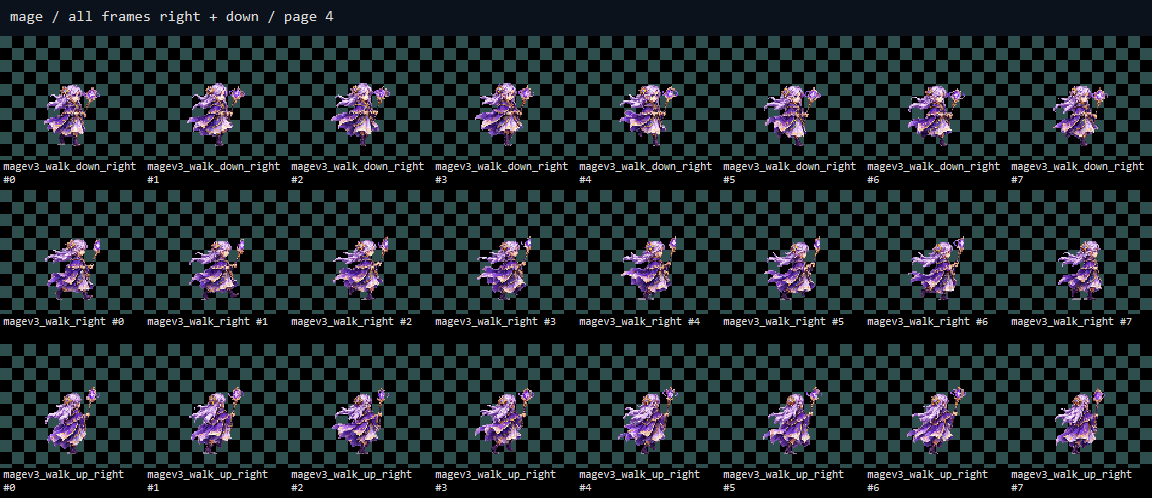 mage / all frames right + down / page 4
magev3_walk_down_right #0
magev3_walk_down_right #1
magev3_walk_down_right #2
magev3_walk_down_right #3
magev3_walk_down_right #4
magev3_walk_down_right #5
magev3_walk_down_right #6
magev3_walk_down_right #7
magev3_walk_right #0
magev3_walk_right #1
magev3_walk_right #2
magev3_walk_right #3
magev3_walk_right #4
magev3_walk_right #5
magev3_walk_right #6
magev3_walk_right #7
magev3_walk_up_right #0
magev3_walk_up_right #1
magev3_walk_up_right #2
magev3_walk_up_right #3
magev3_walk_up_right #4
magev3_walk_up_right #5
magev3_walk_up_right #6
magev3_walk_up_right #7